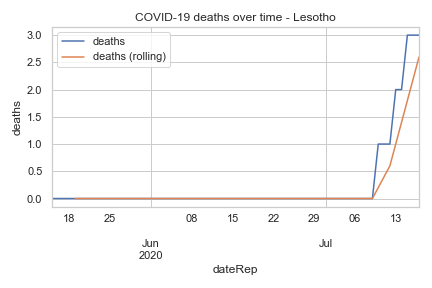 COVID-19 deaths over time - Lesotho
deaths
deaths (rolling)
3.0
2.5
2.0
1.5
1.0
0.5
0.0
deaths
18 25 08 15 22 29 06 13
Jun Jul
2020
dateRep